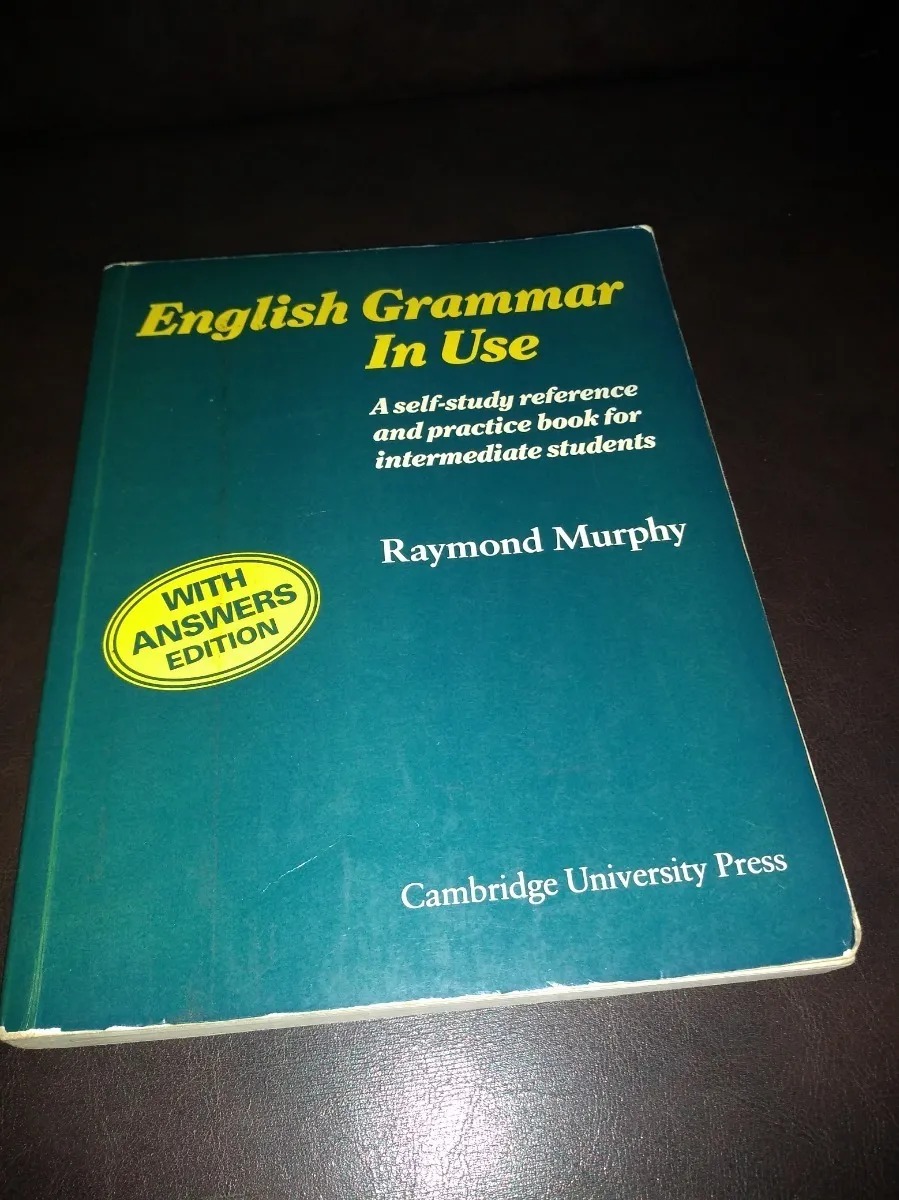 English Grammar
In Use
A self-study reference
and practice book for
intermediate students
Raymond Murphy
WITH
ANSWERS
EDITION
Cambridge University Press